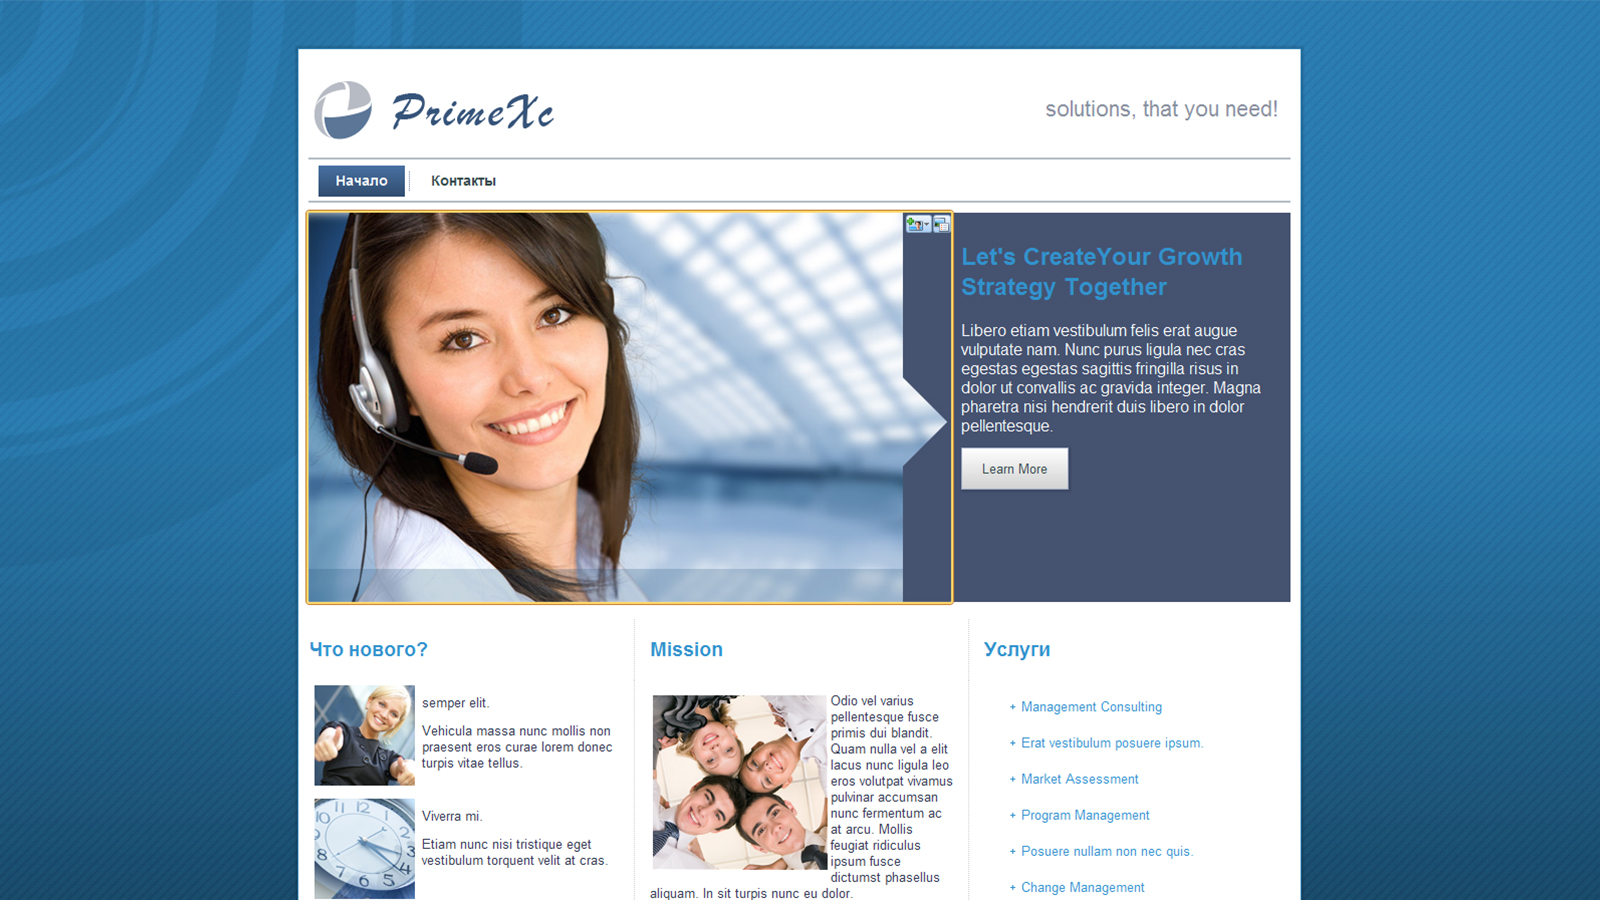 PrimeXc
solutions, that you need!
Начало
Контакты
Let's CreateYour Growth
Strategy Together
Libero etiam vestibulum felis erat augue
vulputate nam. Nunc purus ligula nec cras
egestas egestas sagittis fringilla risus in
dolor ut convallis ac gravida integer. Magna
pharetra nisi hendrerit duis libero in dolor
pellentesque.
Learn More
Что нового?
semper elit.
Vehicula massa nunc mollis non
praesent eros curae lorem donec
turpis vitae tellus.
Viverra mi.
Etiam nunc nisi tristique eget
vestibulum torquent velit at cras.
Mission
Odio vel varius
pellentesque fusce
primis dui blandit.
Quam nulla vel a elit
lacus nunc ligula leo
eros volutpat vivamus
pulvinar accumsan
nunc fermentum ac
at arcu. Mollis
feugiat ridiculus
ipsum fusce
dictumst phasellus
aliquam. In sit turpis nunc eu dolor.
Услуги
+ Management Consulting
+ Erat vestibulum posuere ipsum.
+ Market Assessment
+ Program Management
+ Posuere nullam non nec quis.
+ Change Management